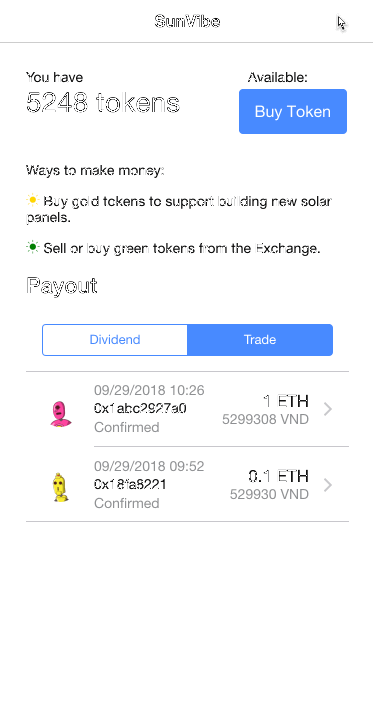 SunVibe
You have
Available:
5248 tokens
Buy Token
Ways to make money:
Buy gold tokens to support building new solar
panels.
Sell or buy green tokens from the Exchange.
Payout
Dividend
Trade
09/29/2018 10:26
0x1abc2927a0
Confirmed
1 ETH
5299308 VND
09/29/2018 09:52
0x18fa8221
Confirmed
0.1 ETH
529930 VND